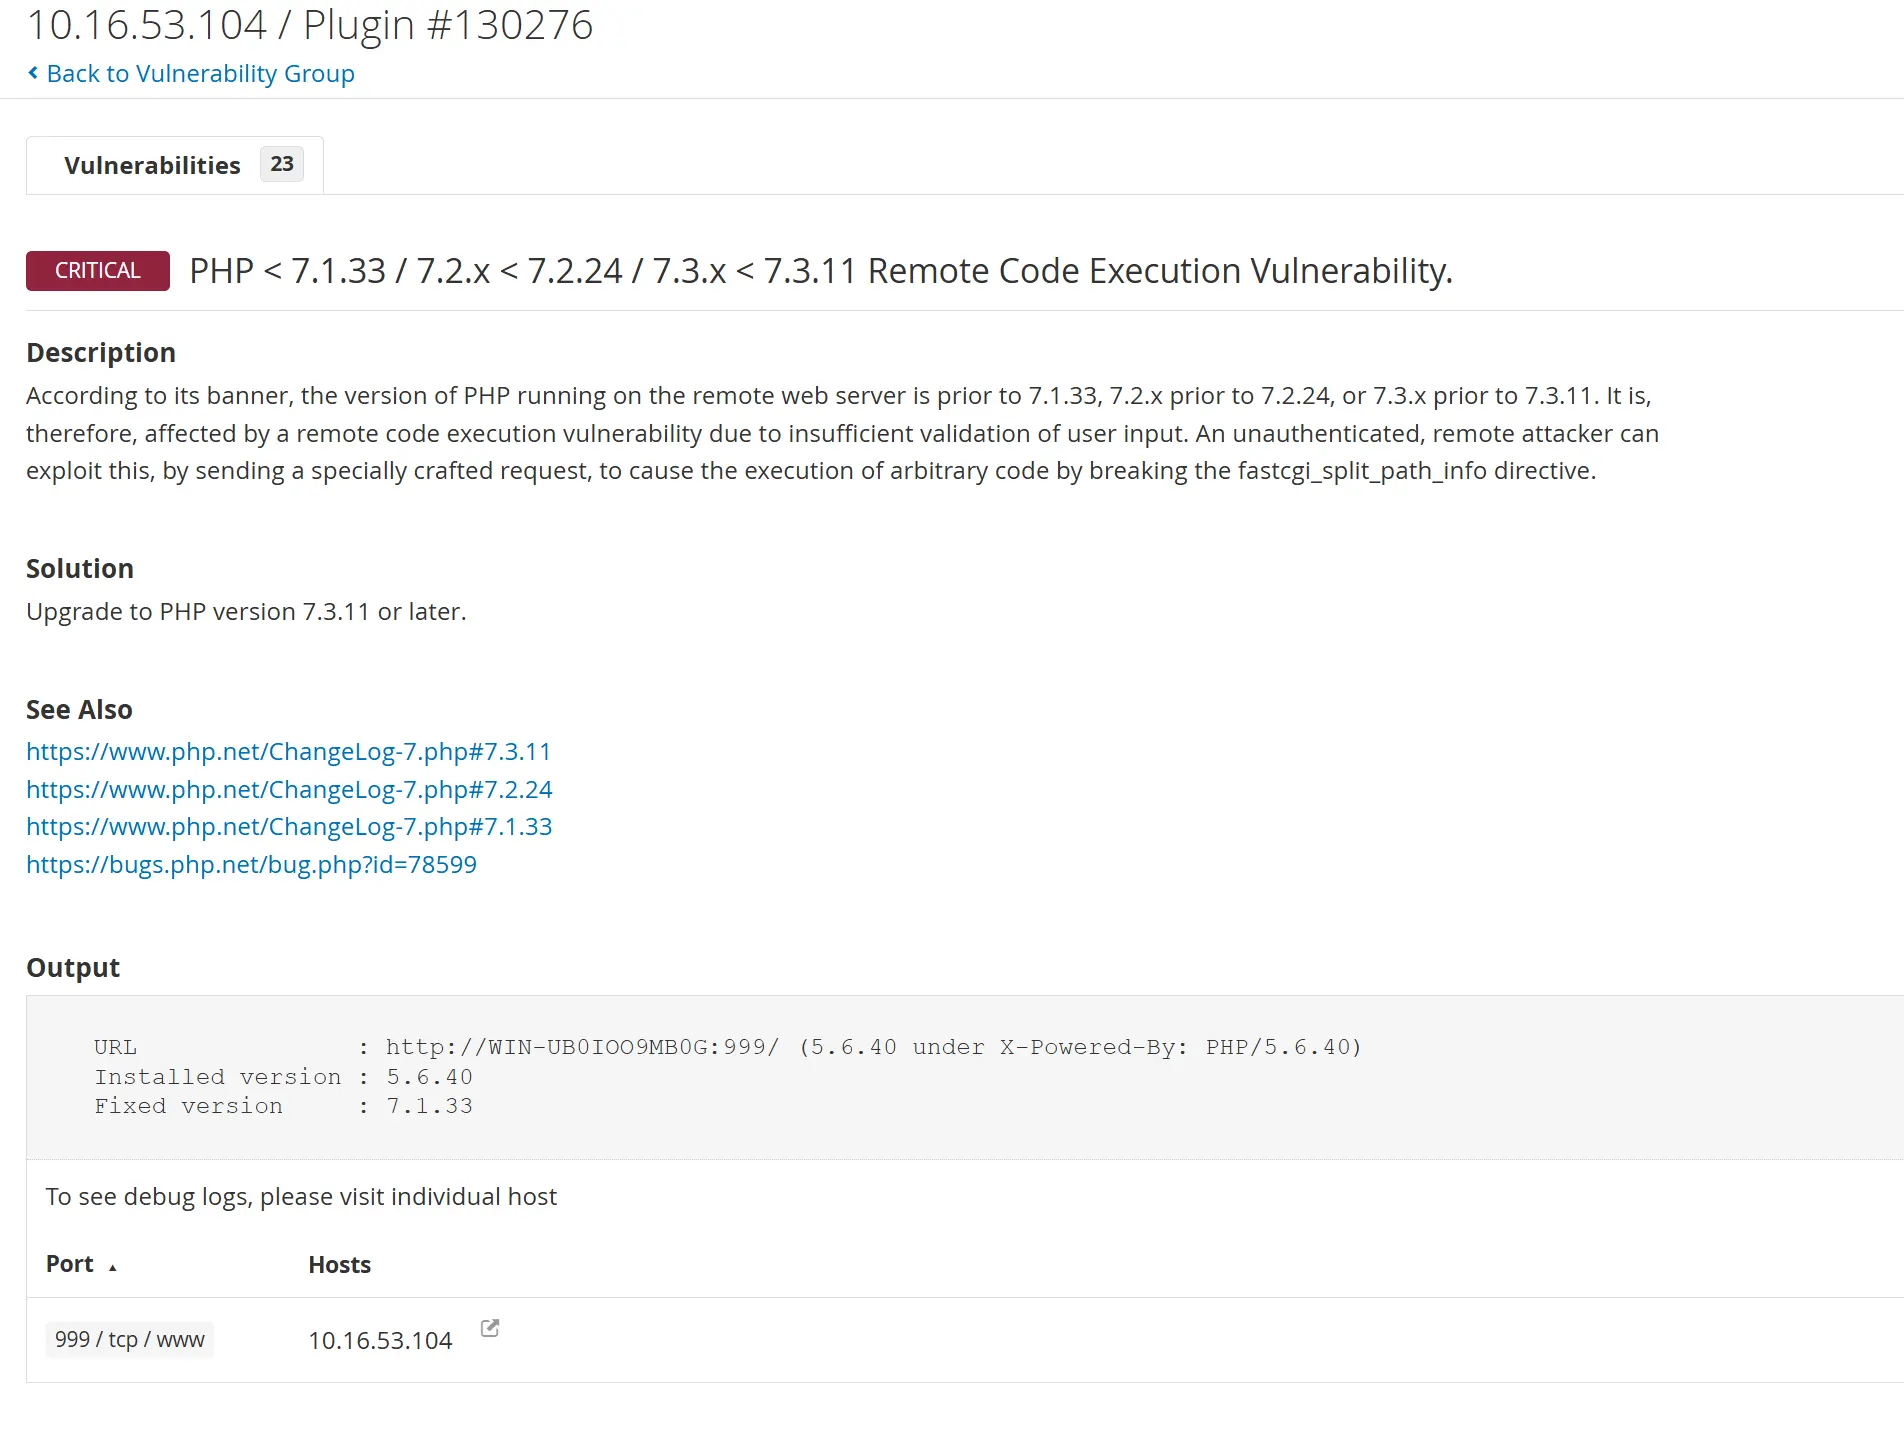 10.16.53.104 / Plugin #130276
Back to Vulnerability Group
Vulnerabilities 23
CRITICAL PHP < 7.1.33 / 7.2.x < 7.2.24 / 7.3.x < 7.3.11 Remote Code Execution Vulnerability.
Description
According to its banner, the version of PHP running on the remote web server is prior to 7.1.33, 7.2.x prior to 7.2.24, or 7.3.x prior to 7.3.11. It is,
therefore, affected by a remote code execution vulnerability due to insufficient validation of user input. An unauthenticated, remote attacker can
exploit this, by sending a specially crafted request, to cause the execution of arbitrary code by breaking the fastcgi_split_path_info directive.
Solution
Upgrade to PHP version 7.3.11 or later.
See Also
https://www.php.net/ChangeLog-7.php#7.3.11
https://www.php.net/ChangeLog-7.php#7.2.24
https://www.php.net/ChangeLog-7.php#7.1.33
https://bugs.php.net/bug.php?id=78599
Output
URL : http://WIN-UB0IOO9MB0G:999/ (5.6.40 under X-Powered-By: PHP/5.6.40)
Installed version : 5.6.40
Fixed version : 7.1.33
To see debug logs, please visit individual host
Port ▲ Hosts
999 / tcp / www 10.16.53.104